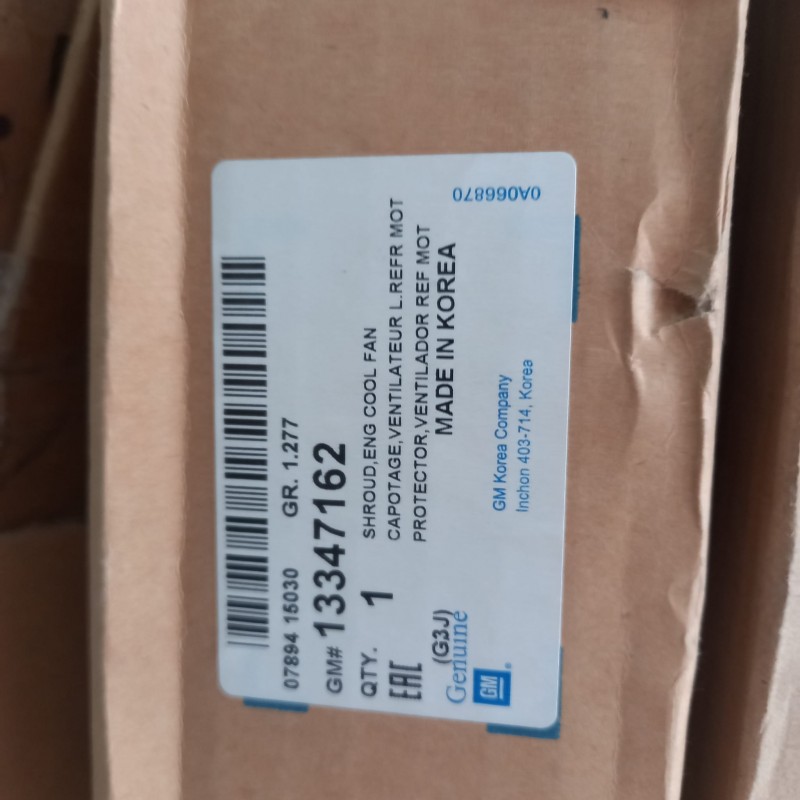 07894 15030 GR. 1.277
GM# 13347162
QTY. 1 SHROUD,ENG COOL FAN
CAPOTAGE,VENTILATEUR L.REFR MOT
PROTECTOR,VENTILADOR REF MOT
EAC
(G3J) MADE IN KOREA
Genuine
GM ®
GM Korea Company
Inchon 403-714, Korea
0A066870